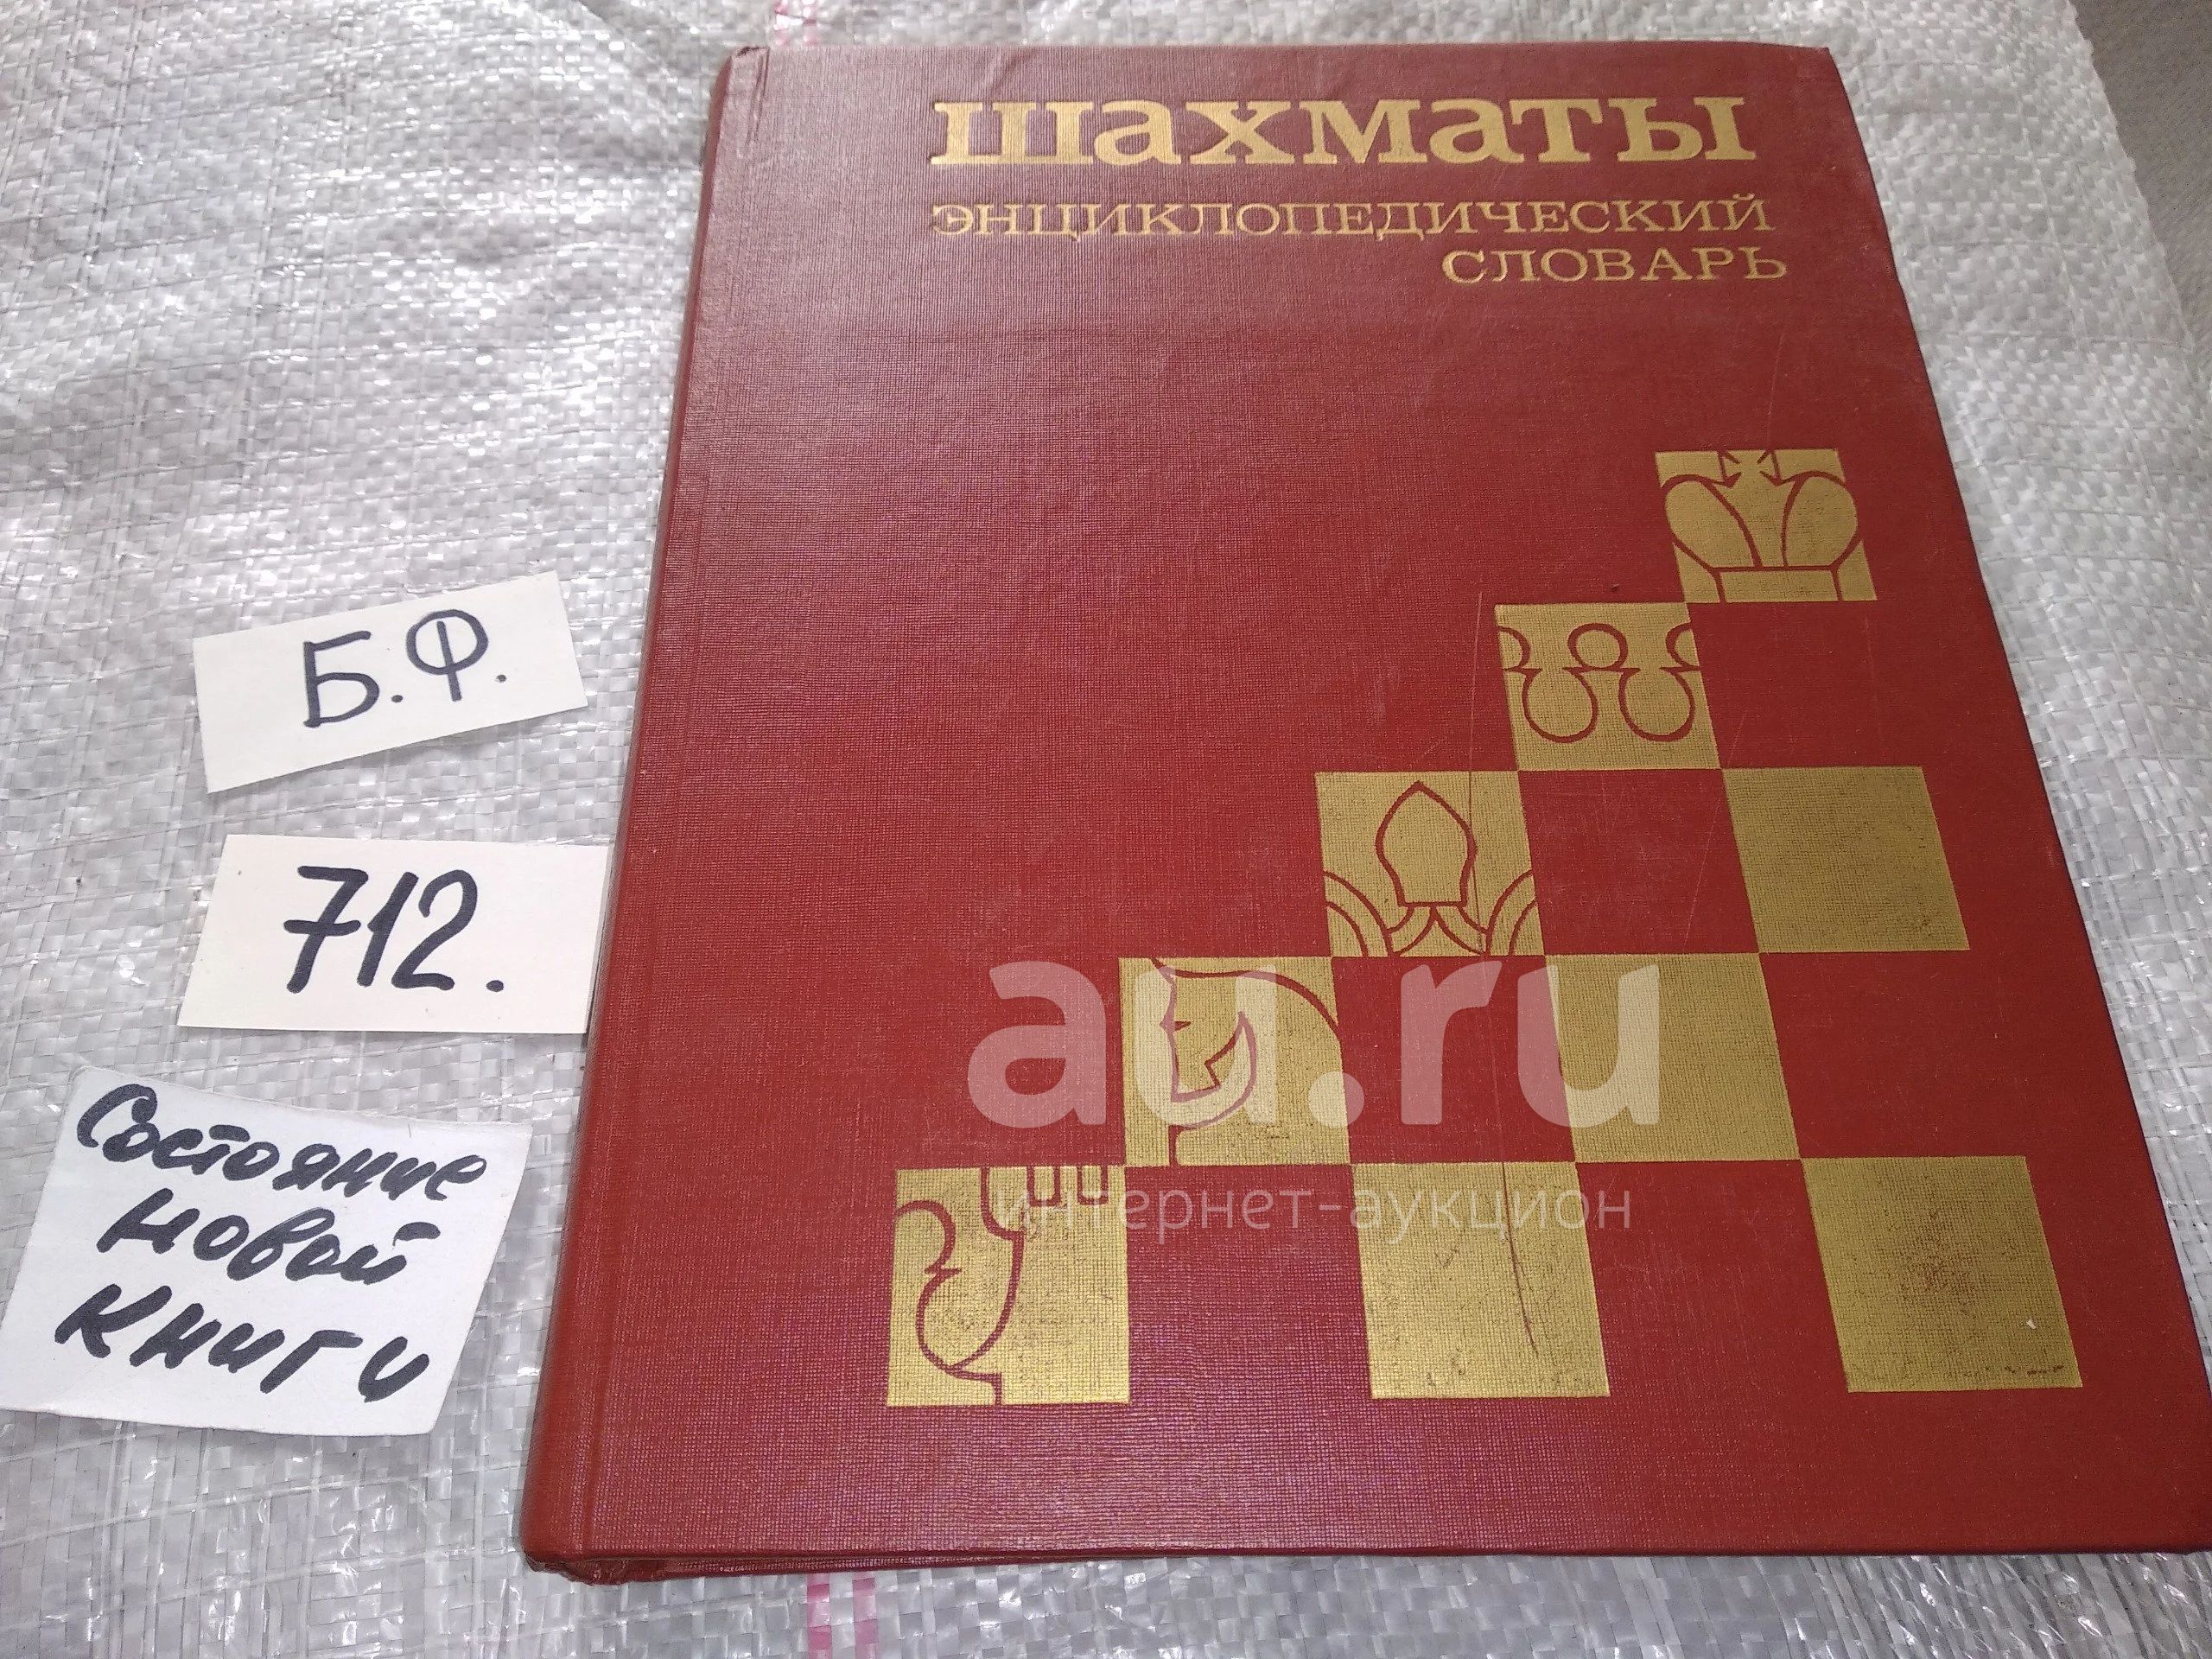 шахматы
ЭНЦИКЛОПЕДИЧЕСКИЙ
СЛОВАРЬ
Б.Ф.
712.
Состояние
новой
книги
au.ru
интернет-аукцион